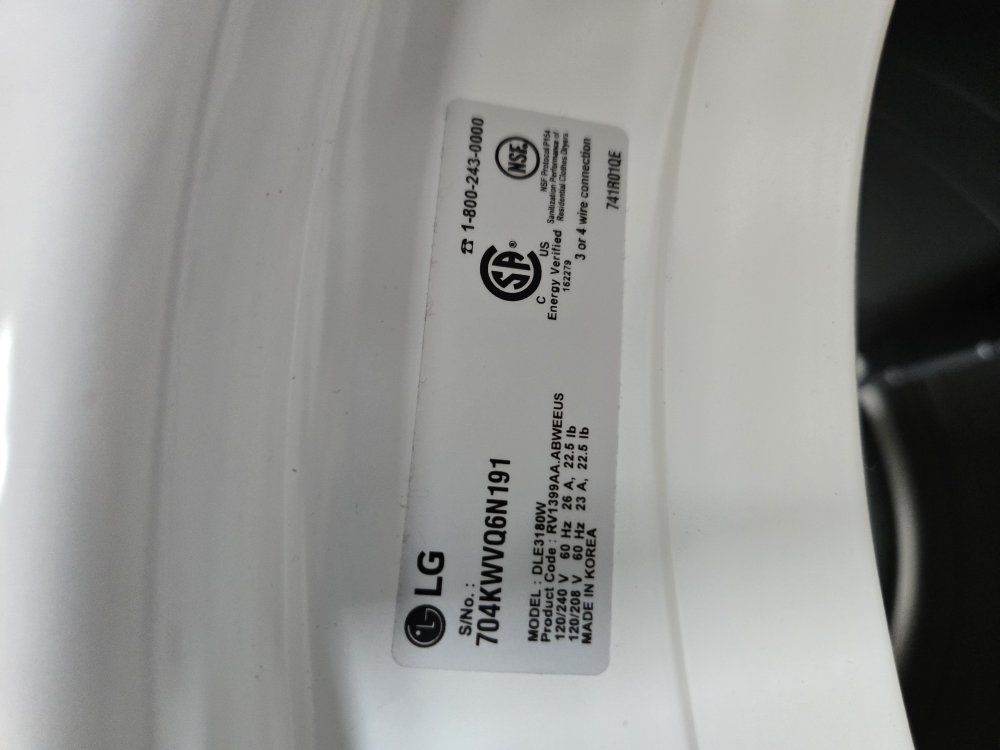 LG
☎ 1-800-243-0000
S/No. :
704KWVQ6N191
MODEL : DLE3180W
Product Code : RV1399AA.ABWEEUS
120/240 V 60 Hz 26 A, 22.5 lb
120/208 V 60 Hz 23 A, 22.5 lb
MADE IN KOREA
SA®
C US
Energy Verified
162279
NSF
NSF Protocol P154
Sanitization Performance of
Residential Clothes Dryers
3 or 4 wire connection
741R01QE